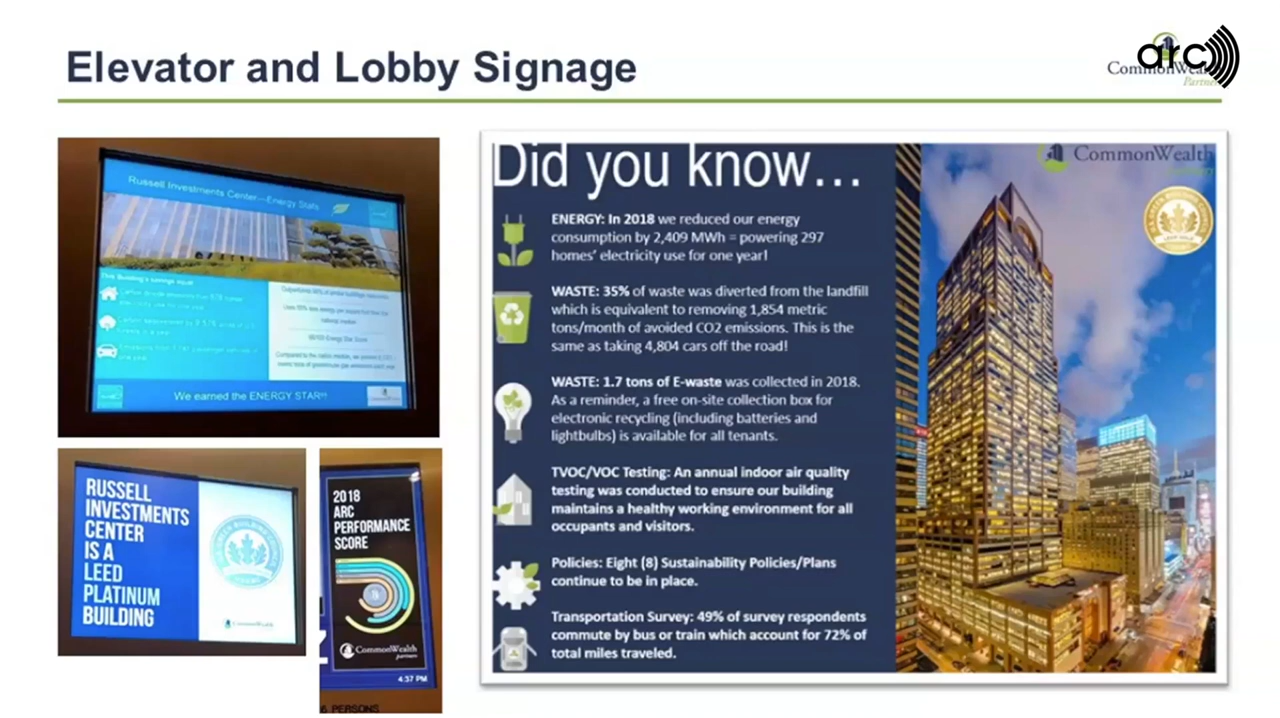 Elevator and Lobby Signage
arc
CommonWealth
Partners
Russell Investments Center—Energy Stats
This Building's savings equal
We earned the ENERGY STAR
RUSSELL
INVESTMENTS
CENTER
IS A
LEED
PLATINUM
BUILDING
CommonWealth
2018
ARC
PERFORMANCE
SCORE
CommonWealth
partners
4:37 PM
PERSONS
Did you know…
ENERGY: In 2018 we reduced our energy
consumption by 2,409 MWh = powering 297
homes' electricity use for one year!
WASTE: 35% of waste was diverted from the landfill
which is equivalent to removing 1,854 metric
tons/month of avoided CO2 emissions. This is the
same as taking 4,804 cars off the road!
WASTE: 1.7 tons of E-waste was collected in 2018.
As a reminder, a free on-site collection box for
electronic recycling (including batteries and
lightbulbs) is available for all tenants.
TVOC/VOC Testing: An annual indoor air quality
testing was conducted to ensure our building
maintains a healthy working environment for all
occupants and visitors.
Policies: Eight (8) Sustainability Policies/Plans
continue to be in place.
Transportation Survey: 49% of survey respondents
commute by bus or train which account for 72% of
total miles traveled.
CommonWealth